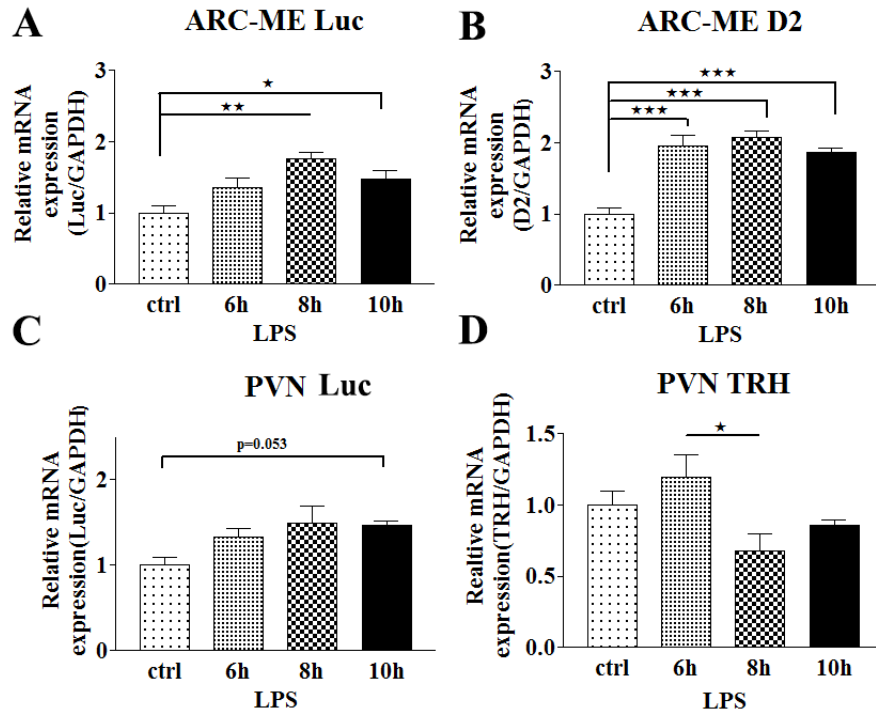 A
ARC-ME Luc
Relative mRNA
expression
(Luc/GAPDH)
3
2
1
0
★
★★
ctrl
6h
8h
10h
LPS
B
ARC-ME D2
Relative mRNA
expression
(D2/GAPDH)
3
2
1
0
★★★
★★★
★★★
ctrl
6h
8h
10h
LPS
C
PVN Luc
Relative mRNA
expression(Luc/GAPDH)
2
1
0
p=0.053
ctrl
6h
8h
10h
LPS
D
PVN TRH
Realtive mRNA
expression(TRH/GAPDH)
1.5
1.0
0.5
0.0
★
ctrl
6h
8h
10h
LPS